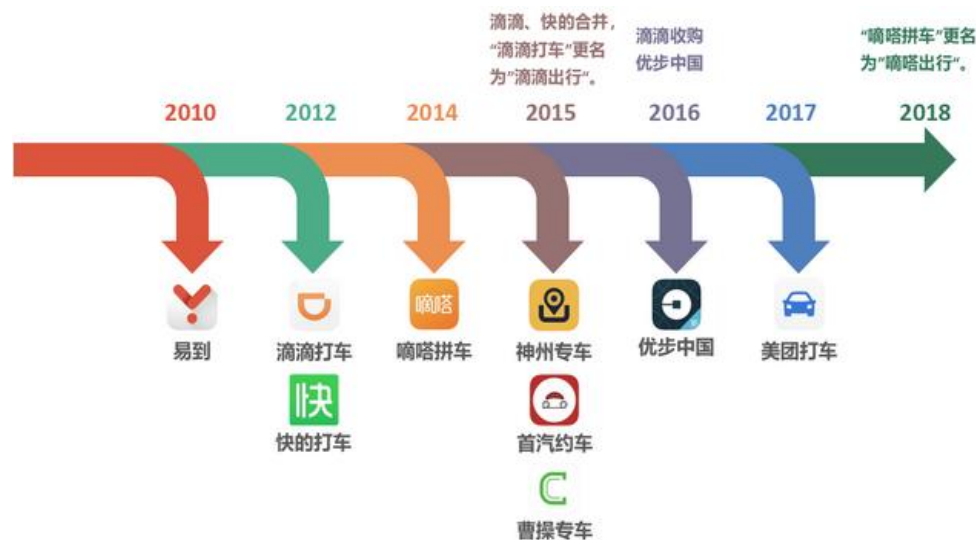 滴滴、快的合并，
“滴滴打车”更名
为“滴滴出行”。
滴滴收购
优步中国
“嘀嗒拼车”更名
为“嘀嗒出行”。
2010
2012
2014
2015
2016
2017
2018
嘀嗒
易到
滴滴打车
嘀嗒拼车
神州专车
优步中国
美团打车
快
快的打车
首汽约车
C
曹操专车